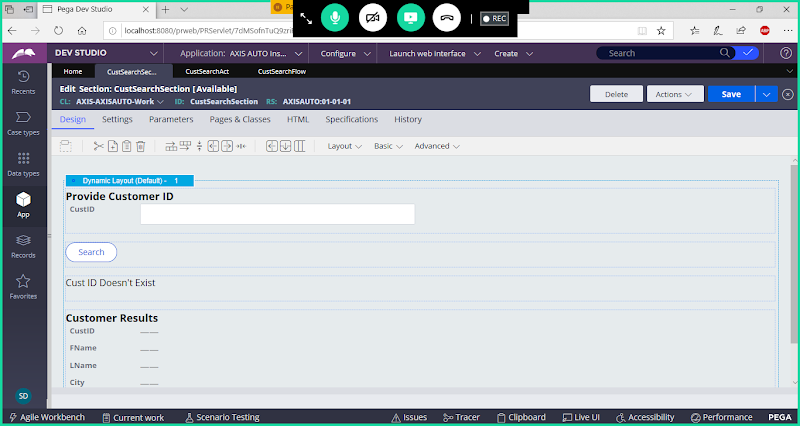 Pega Dev Studio
Pa
localhost:8080/prweb/PRServlet/7dMSofnTuQ9zri
REC
DEV STUDIO
Application: AXIS AUTO Ins...
Configure
Launch web Interface
Create
Search
Home
CustSearchSec...
CustSearchAct
CustSearchFlow
Recents
Edit Section: CustSearchSection [Available]
CL: AXIS-AXISAUTO-Work
ID: CustSearchSection
RS: AXISAUTO:01-01-01
Delete
Actions
Save
Design
Settings
Parameters
Pages & Classes
HTML
Specifications
History
Case types
Layout
Basic
Advanced
Data types
Dynamic Layout (Default) - 1
Provide Customer ID
CustID
App
Search
Records
Cust ID Doesn't Exist
Favorites
Customer Results
CustID
FName
LName
City
SD
Agile Workbench
Current work
Scenario Testing
Issues
Tracer
Clipboard
Live UI
Accessibility
Performance
PEGA